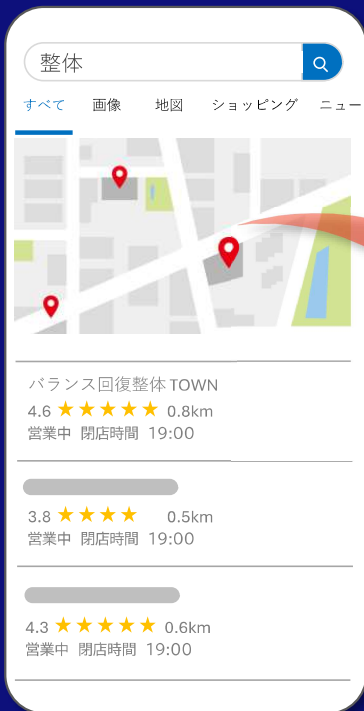 整体
すべて 画像 地図 ショッピング ニュー
バランス回復整体 TOWN
4.6 ★★★★★ 0.8km
営業中 閉店時間 19:00
3.8 ★★★★ 0.5km
営業中 閉店時間 19:00
4.3 ★★★★★ 0.6km
営業中 閉店時間 19:00